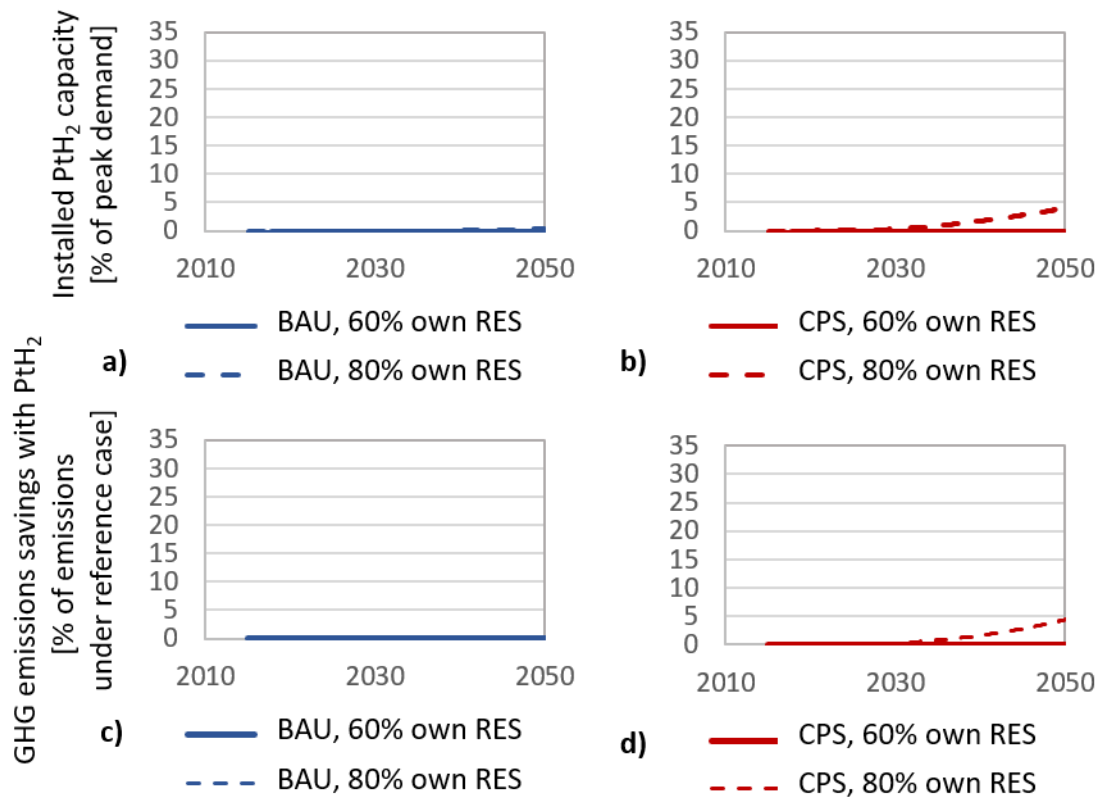 Installed PtH₂ capacity
[% of peak demand]
35
30
25
20
15
10
5
0
2010
2030
2050
BAU, 60% own RES
BAU, 80% own RES
a)
35
30
25
20
15
10
5
0
2010
2030
2050
CPS, 60% own RES
CPS, 80% own RES
b)
GHG emissions savings with PtH₂
[% of emissions
under reference case]
35
30
25
20
15
10
5
0
2010
2030
2050
BAU, 60% own RES
BAU, 80% own RES
c)
35
30
25
20
15
10
5
0
2010
2030
2050
CPS, 60% own RES
CPS, 80% own RES
d)